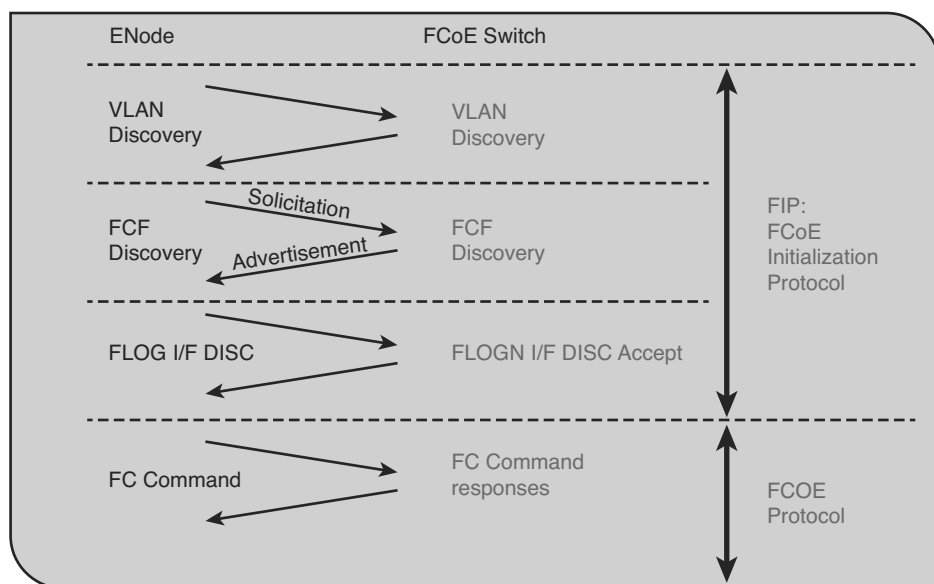 ENode
FCoE Switch
VLAN
Discovery
VLAN
Discovery
Solicitation
FCF
Discovery
Advertisement
FCF
Discovery
FIP:
FCoE
Initialization
Protocol
FLOG I/F DISC
FLOGN I/F DISC Accept
FC Command
FC Command
responses
FCOE
Protocol